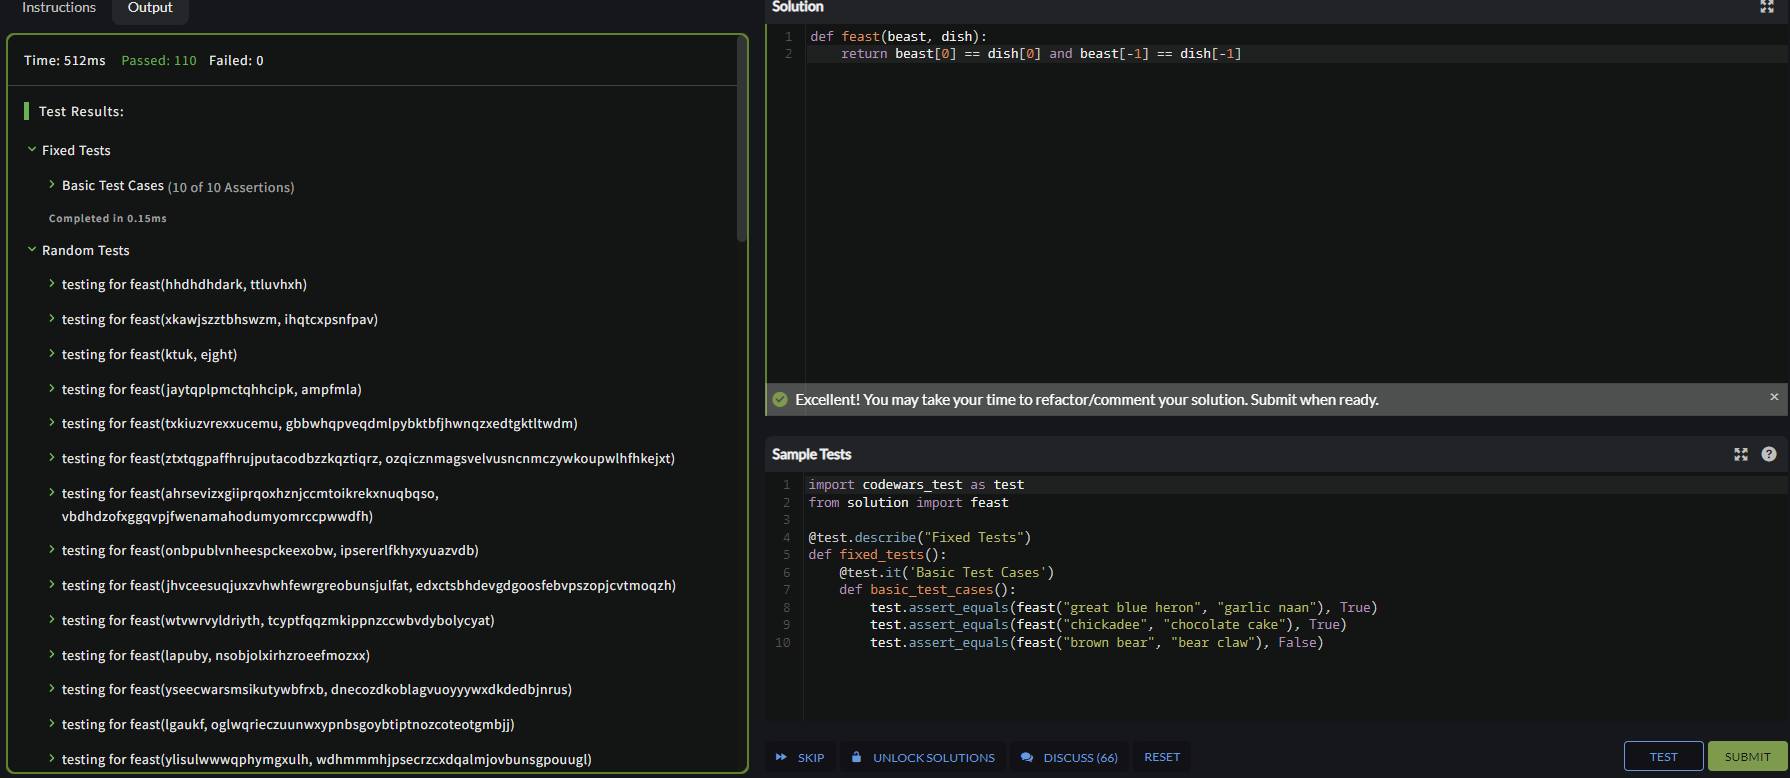 Instructions
Output
Time: 512ms Passed: 110 Failed: 0
Test Results:
Fixed Tests
Basic Test Cases (10 of 10 Assertions)
Completed in 0.15ms
Random Tests
testing for feast(hhdhdhdark, ttluvhxh)
testing for feast(xkawjszztbhswzm, ihqtcxpsnfpav)
testing for feast(ktuk, ejght)
testing for feast(jaytqplpmctqhhcipk, ampfmla)
testing for feast(txkiuzvrexxucemu, gbbwhqpveqdmlpybktbfjhwnqzxedtgktltwdm)
testing for feast(ztxtqgpaffhrujputacodbzzkqztiqrz, ozqicznmagsvelvusncnmczywkoupwlhfhkejxt)
testing for feast(ahrsevizxgiiprqoxhznjccmtoikrekxnuqbqso,
vbdhdzofxggqvpjfwenamahodumyomrccpwwdfh)
testing for feast(onbpublvnheespckeexobw, ipsererlfkhyxyuazvdb)
testing for feast(jhvceesuqjuxzvhwhfewrgreobunsjulfat, edxctsbhdevgdgoosfebvpszopjcvtmoqzh)
testing for feast(wtvwrvyldriyth, tcyptfqqzmkippnzccwbvdybolycyat)
testing for feast(lapuby, nsobjolxirhzroeefmozxx)
testing for feast(yseecwarsmsikutywbfrxb, dnecozdkoblagvuoyyywxdkdedbjnrus)
testing for feast(lgaukf, oglwqrieczuunwxypnbsgoybtiptnozcoteotgmbjj)
testing for feast(ylisulwwwqphymgxulh, wdhmmmhjpsecrzcxdqalmjovbunsgpouugl)
Solution
1 def feast(beast, dish):
2     return beast[0] == dish[0] and beast[-1] == dish[-1]
Excellent! You may take your time to refactor/comment your solution. Submit when ready.
×
Sample Tests
?
1 import codewars_test as test
2 from solution import feast
3
4 @test.describe("Fixed Tests")
5 def fixed_tests():
6     @test.it('Basic Test Cases')
7     def basic_test_cases():
8         test.assert_equals(feast("great blue heron", "garlic naan"), True)
9         test.assert_equals(feast("chickadee", "chocolate cake"), True)
10         test.assert_equals(feast("brown bear", "bear claw"), False)
SKIP
UNLOCK SOLUTIONS
DISCUSS (66)
RESET
TEST
SUBMIT